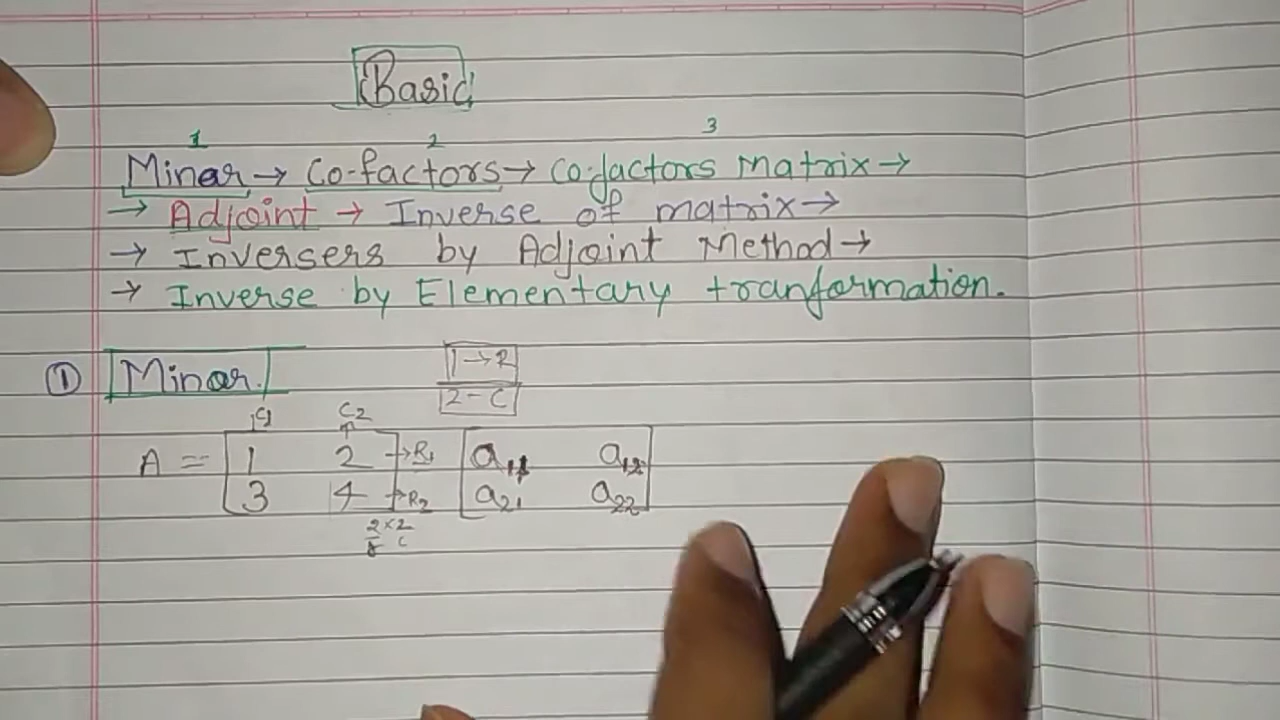 Basic
1 2 3
Minor → Co-factors → Co-factors Matrix →
→ Adjoint → Inverse of matrix →
→ Inversers by Adjoint Method →
→ Inverse by Elementary tranformation.
① Minor.
1 → R
2 - C
C1 C2
A = 1 2 → R1 a11 a12
3 4 → R2 a21 a22
2 × 2
r c